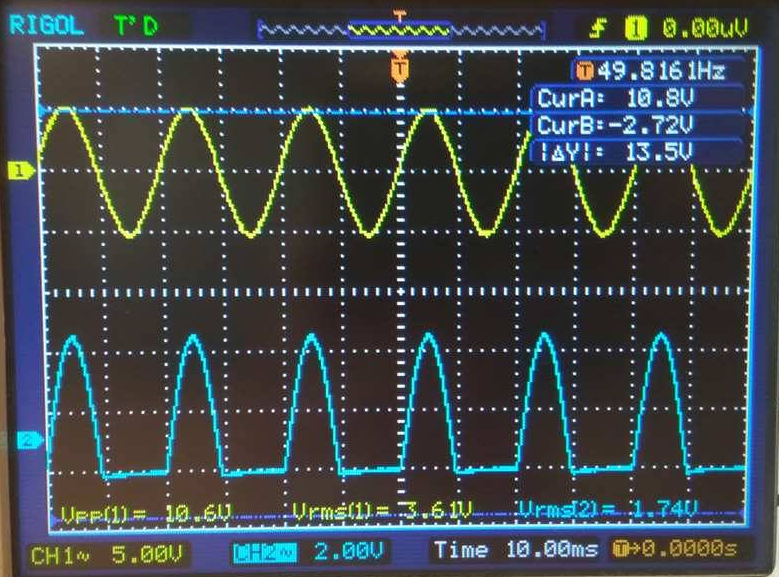 RIGOL T'D T 1 0.00uV
T 49.8161Hz
CurA: 10.8V
CurB:-2.72V
|ΔY|: 13.5V
T
1
2
Vpp(1)= 10.6V Vrms(1)= 3.61V Vrms(2)= 1.74V
CH1~ 5.00V CH2~ 2.00V Time 10.00ms T→0.0000s